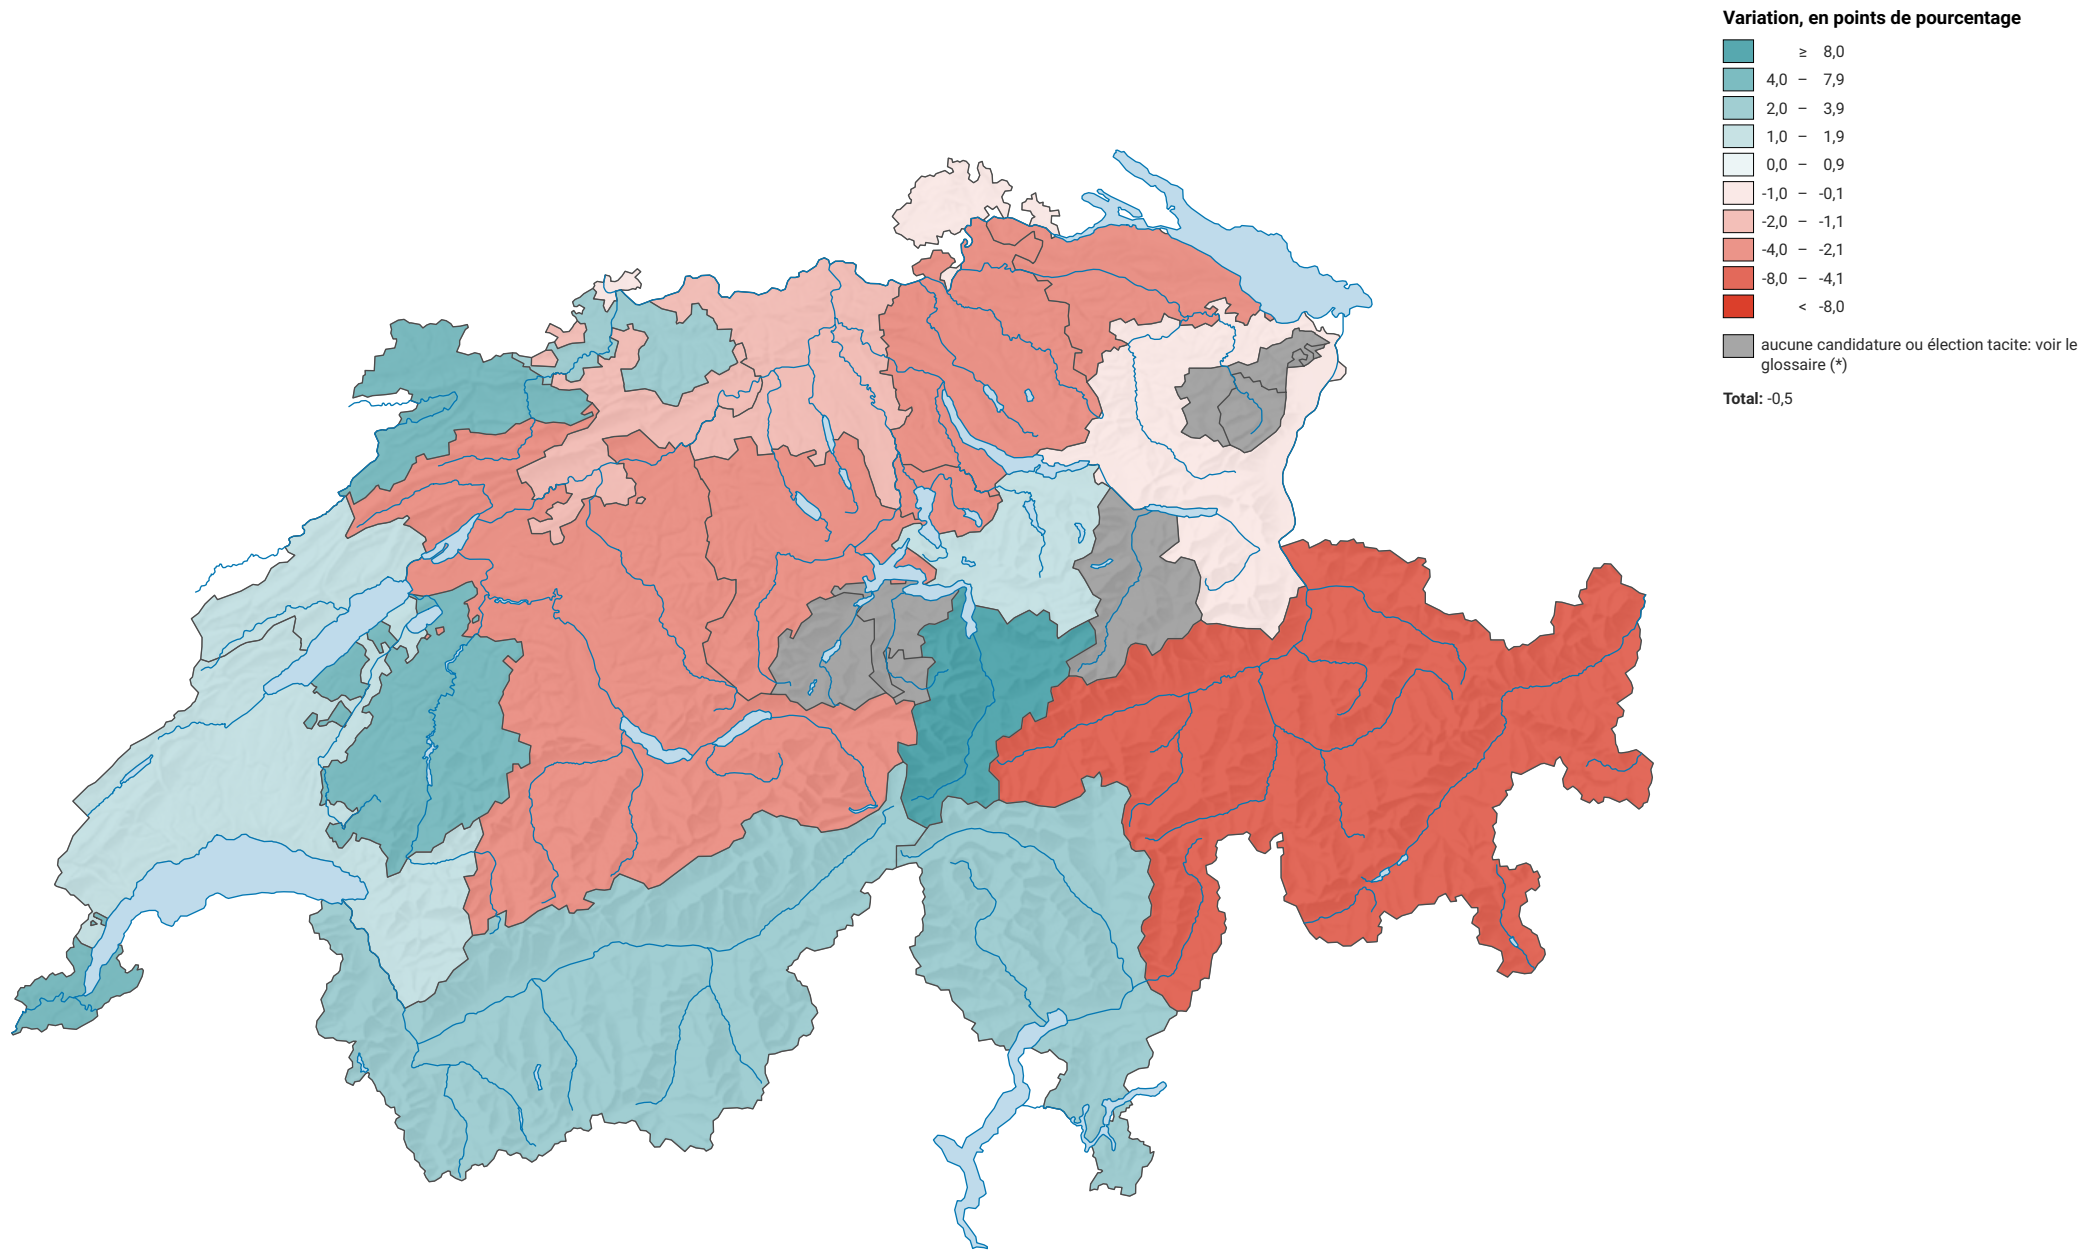 Variation, en points de pourcentage
≥ 8,0
4,0 – 7,9
2,0 – 3,9
1,0 – 1,9
0,0 – 0,9
-1,0 – -0,1
-2,0 – -1,1
-4,0 – -2,1
-8,0 – -4,1
< -8,0
aucune candidature ou élection tacite: voir le
glossaire (*)
Total: -0,5